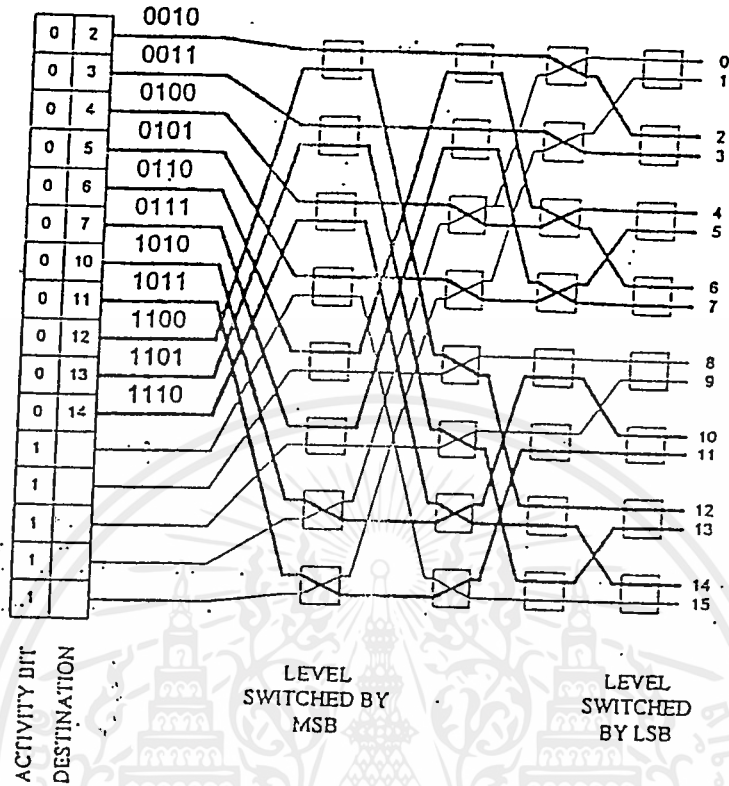 0 2 0010
0 3 0011
0 4 0100
0 5 0101
0 6 0110
0 7 0111
0 10 1010
0 11 1011
0 12 1100
0 13 1101
0 14 1110
1
1
1
1
1
0
1
2
3
4
5
6
7
8
9
10
11
12
13
14
15
ACTIVITY BIT
DESTINATION
LEVEL
SWITCHED BY
MSB
LEVEL
SWITCHED
BY LSB